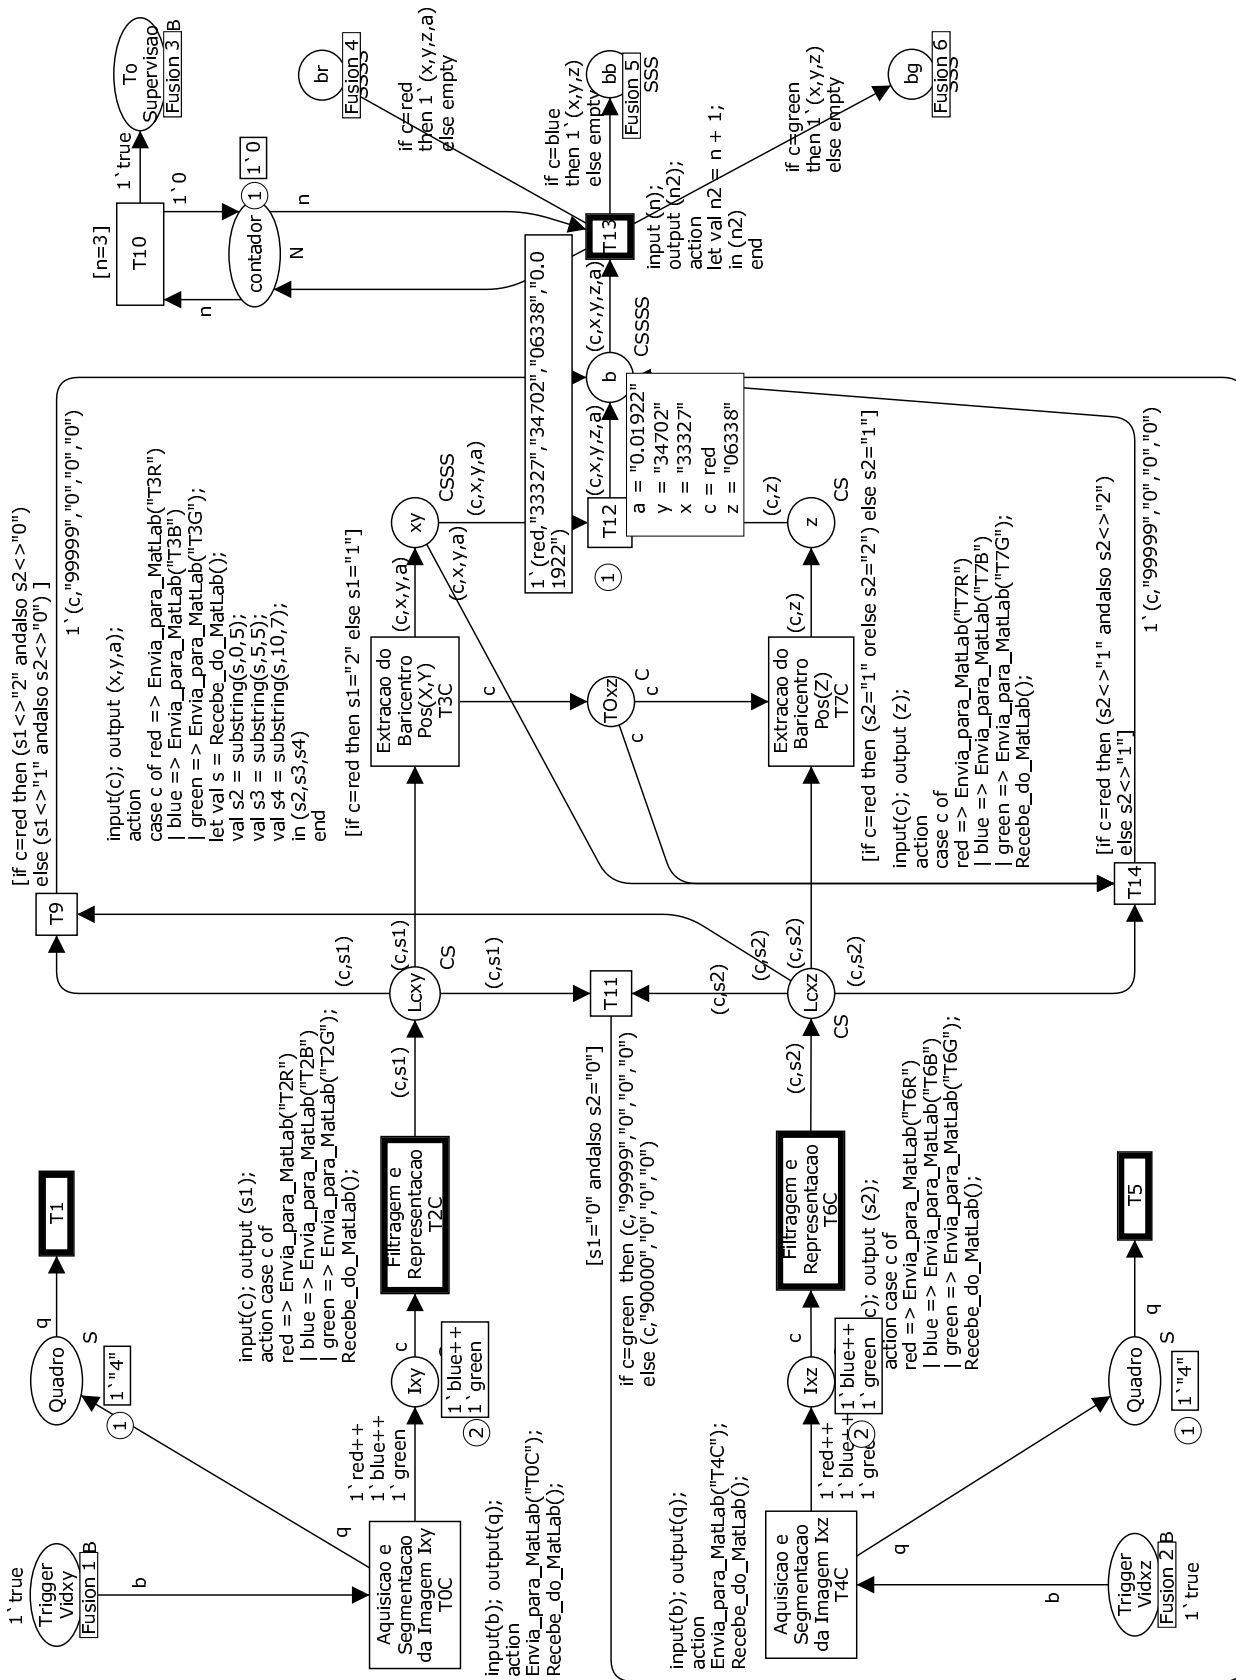 1`true
Trigger
Vidxy
Fusion 1
B
b
Aquisicao e
Segmentacao
da Imagem Ixy
T0C
input(b); output(q);
action
Envia_para_MatLab("T0C");
Recebe_do_MatLab();
q
Quadro
S
1
1`"4"
q
T1
1`red++
1`blue++
1`green
Ixy
2
1`blue++
1`green
c
Filtragem e
Representacao
T2C
input(c); output (s1);
action case c of
red => Envia_para_MatLab("T2R")
| blue => Envia_para_MatLab("T2B")
| green => Envia_para_MatLab("T2G");
Recebe_do_MatLab();
(c,s1)
Lcxy
CS
(c,s1)
(c,s1)
(c,s1)
T9
[if c=red then (s1<>"2" andalso s2<>"0")
else (s1<>"1" andalso s2<>"0") ]
1`(c,"99999","0","0","0")
input(c); output (x,y,a);
action
case c of red => Envia_para_MatLab("T3R")
| blue => Envia_para_MatLab("T3B")
| green => Envia_para_MatLab("T3G");
let val s = Recebe_do_MatLab();
val s2 = substring(s,0,5);
val s3 = substring(s,5,5);
val s4 = substring(s,10,7);
in (s2,s3,s4)
end
[if c=red then s1="2" else s1="1"]
Extracao do
Baricentro
Pos(X,Y)
T3C
(c,x,y,a)
xy
CSSS
(c,x,y,a)
(c,x,y,a)
c
TOxz
C
c
c
[n=3]
T10
1`true
To
Supervisao
Fusion 3
B
1`0
n
contador
1
1`0
N
n
br
Fusion 4
SSSS
if c=red
then 1`(x,y,z,a)
else empty
bb
Fusion 5
SSS
if c=blue
then 1`(x,y,z)
else empty
bg
Fusion 6
SSS
if c=green
then 1`(x,y,z)
else empty
T13
input (n);
output (n2);
action
let val n2 = n + 1;
in (n2)
end
(c,x,y,z,a)
b
CSSSS
1`(red,"33327","34702","06338","0.0
1922")
(c,x,y,z,a)
T12
1
a = "0.01922"
y = "34702"
x = "33327"
c = red
z = "06338"
(c,z)
z
CS
(c,z)
T11
[s1="0" andalso s2="0"]
if c=green then (c,"99999","0","0","0")
else (c,"90000","0","0","0")
(c,s2)
(c,s2)
(c,s2)
(c,s2)
(c,s2)
Lcxz
CS
Extracao do
Baricentro
Pos(Z)
T7C
[if c=red then (s2="1" orelse s2="2") else s2="1"]
input(c); output (z);
action
case c of
red => Envia_para_MatLab("T7R")
| blue => Envia_para_MatLab("T7B")
| green => Envia_para_MatLab("T7G");
Recebe_do_MatLab();
T14
[if c=red then (s2<>"1" andalso s2<>"2")
else s2<>"1"]
1`(c,"99999","0","0","0")
Filtragem e
Representacao
T6C
c); output (s2);
action case c of
red => Envia_para_MatLab("T6R")
| blue => Envia_para_MatLab("T6B")
| green => Envia_para_MatLab("T6G");
Recebe_do_MatLab();
c
Ixz
2
1`blue++
1`green
1`red++
1`blue++
1`gree
input(b); output(q);
action
Envia_para_MatLab("T4C");
Recebe_do_MatLab();
Aquisicao e
Segmentacao
da Imagem Ixz
T4C
q
Quadro
S
1
1`"4"
q
T5
b
Trigger
Vidxz
Fusion 2
B
1`true